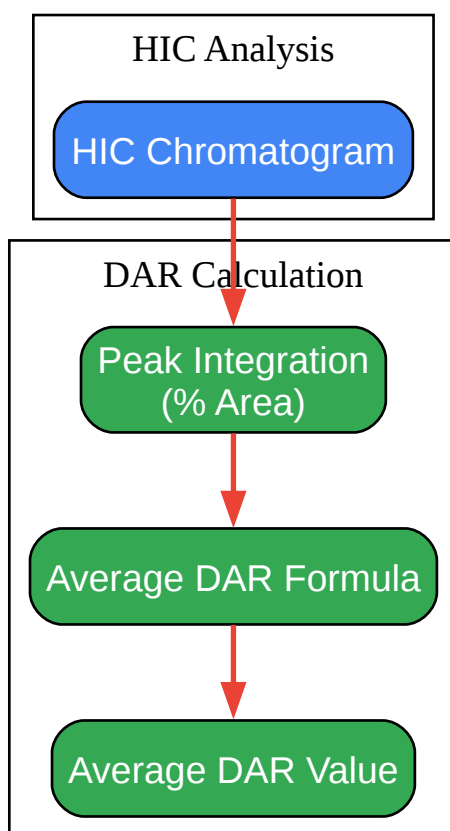 HIC Analysis
HIC Chromatogram
DAR Calculation
Peak Integration
(% Area)
Average DAR Formula
Average DAR Value